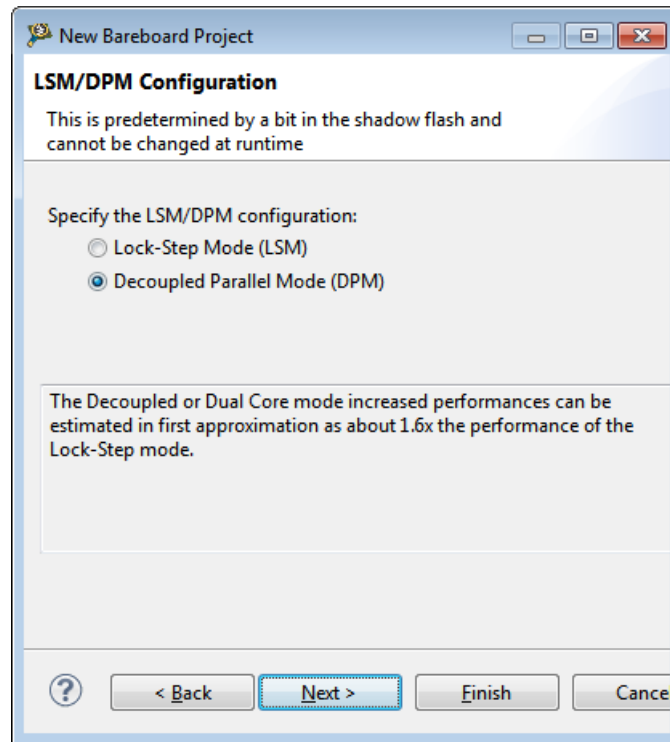 New Bareboard Project
LSM/DPM Configuration
This is predetermined by a bit in the shadow flash and
cannot be changed at runtime
Specify the LSM/DPM configuration:
Lock-Step Mode (LSM)
Decoupled Parallel Mode (DPM)
The Decoupled or Dual Core mode increased performances can be
estimated in first approximation as about 1.6x the performance of the
Lock-Step mode.
? < Back Next > Finish Cance